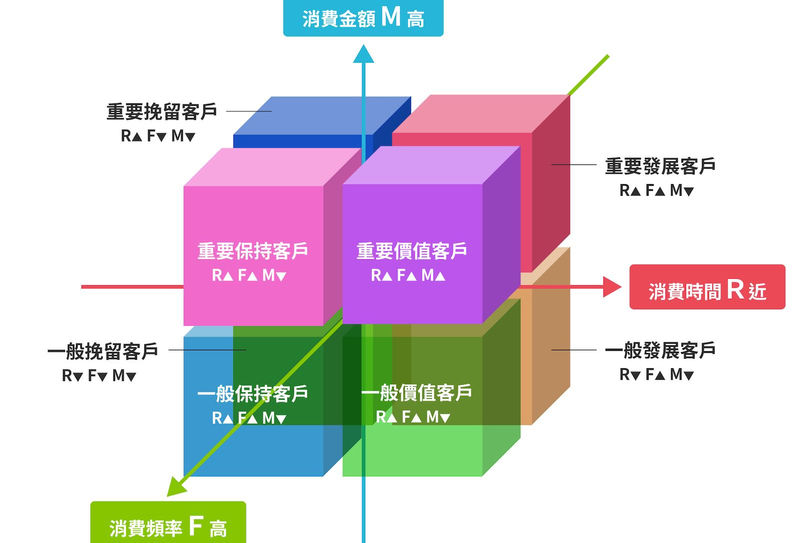 消費金額 M 高
重要挽留客戶
R▲ F▼ M▼
重要發展客戶
R▲ F▲ M▼
重要保持客戶
R▲ F▲ M▼
重要價值客戶
R▲ F▲ M▲
消費時間 R 近
一般挽留客戶
R▼ F▼ M▼
一般發展客戶
R▼ F▲ M▼
一般保持客戶
R▲ F▲ M▼
一般價值客戶
R▲ F▲ M▼
消費頻率 F 高